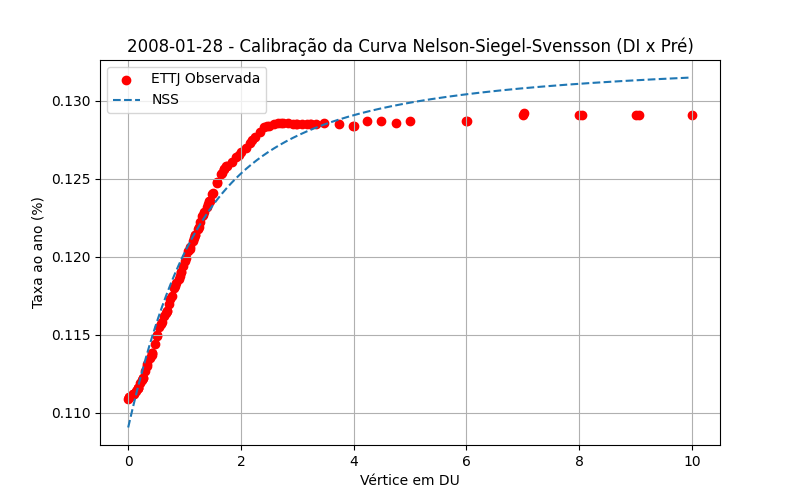 2008-01-28 - Calibração da Curva Nelson-Siegel-Svensson (DI x Pré)
ETTJ Observada
NSS
Taxa ao ano (%)
0.130
0.125
0.120
0.115
0.110
0 2 4 6 8 10
Vértice em DU